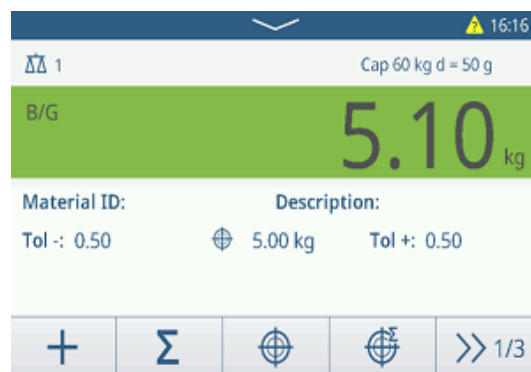 16:16
1 Cap 60 kg d = 50 g
B/G 5.10 kg
Material ID: Description:
Tol -: 0.50 5.00 kg Tol +: 0.50
+ Σ Σ >> 1/3